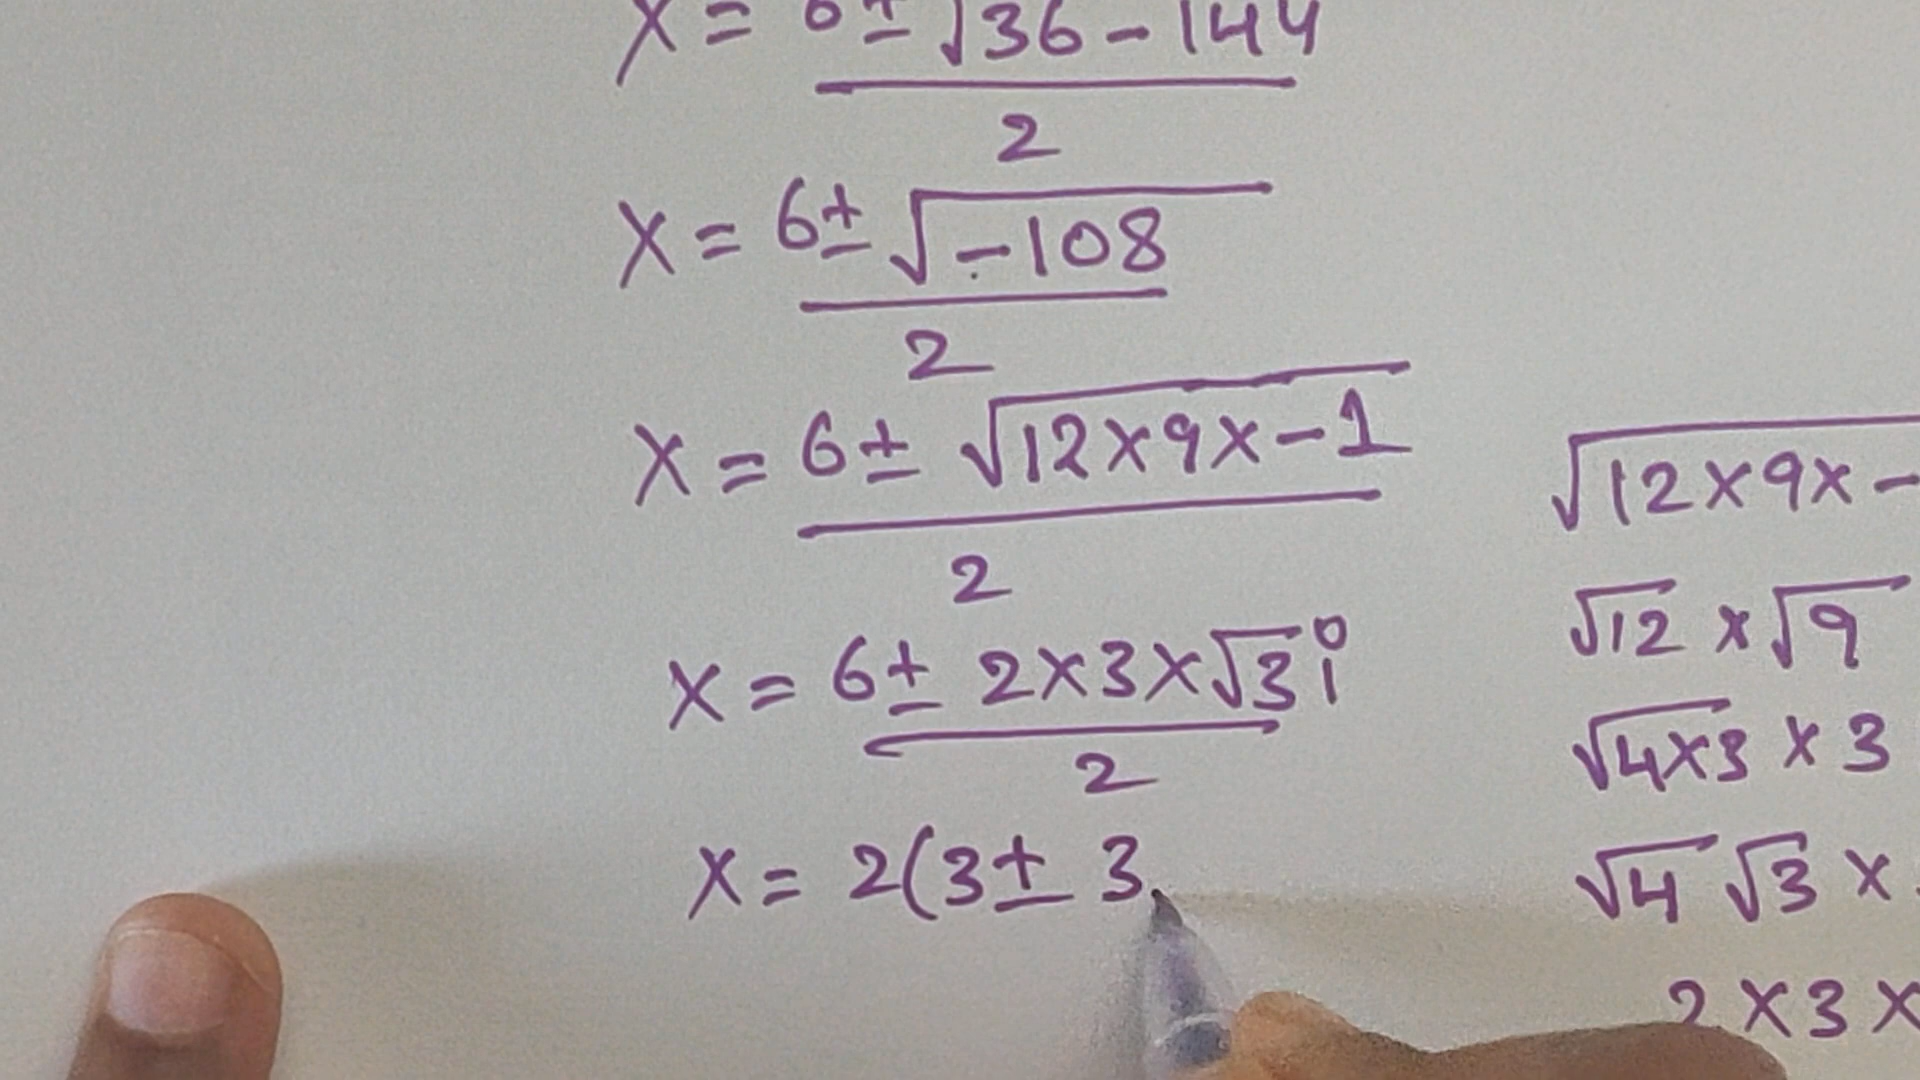 X = 6 ± √36 - 144
2
X = 6 ± √-108
2
X = 6 ± √12 X 9 X - 1
2
X = 6 ± 2 X 3 X √3 i
2
X = 2(3 ± 3
√12 X 9 X -
√12 X √9
√4 X 3 X 3
√4 √3 X
2 X 3 X